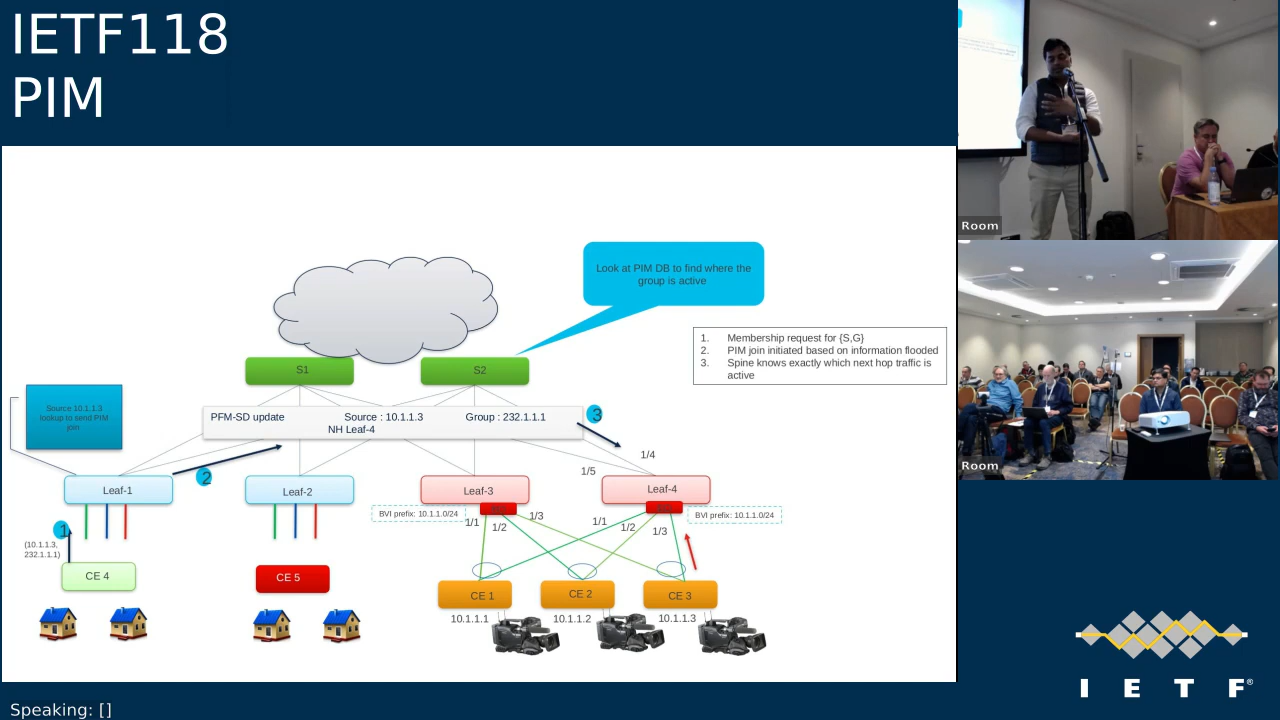 IETF118
PIM
Room
Room
Look at PIM DB to find where the
group is active
1. Membership request for {S,G}
2. PIM join initiated based on information flooded
3. Spine knows exactly which next hop traffic is
active
S1
S2
Source 10.1.1.3
lookup to send PIM
join
PFM-SD update Source : 10.1.1.3 Group : 232.1.1.1
NH Leaf-4
3
2
1/4
1/5
Leaf-1
Leaf-2
Leaf-3
Leaf-4
BVI prefix: 10.1.1.0/24
BVI prefix: 10.1.1.0/24
1/1
1/2
1/3
1/1
1/2
1/3
1
(10.1.1.3,
232.1.1.1)
CE 4
CE 5
CE 1
CE 2
CE 3
10.1.1.1
10.1.1.2
10.1.1.3
I E T F®
Speaking: []